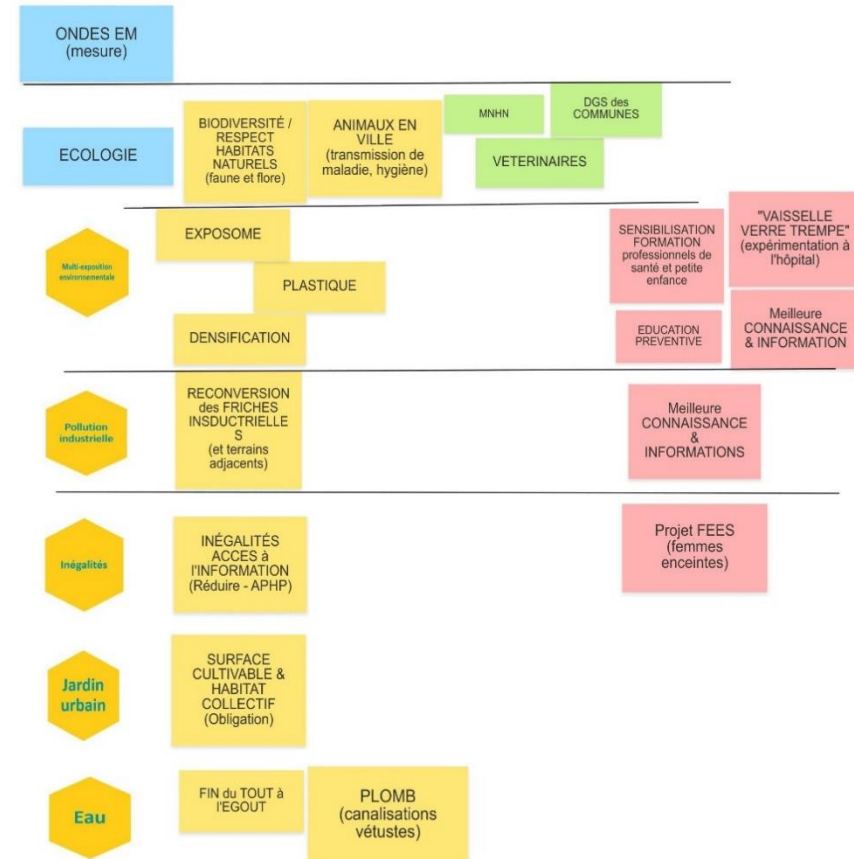 ONDES EM
(mesure)
ECOLOGIE
BIODIVERSITÉ /
RESPECT
HABITATS
NATURELS
(faune et flore)
ANIMAUX EN
VILLE
(transmission de
maladie, hygiène)
MNHN
DGS des
COMMUNES
VETERINAIRES
Multi-exposition
environnementale
EXPOSOME
PLASTIQUE
DENSIFICATION
SENSIBILISATION
FORMATION
professionnels de
santé et petite
enfance
"VAISSELLE
VERRE TREMPE"
(expérimentation à
l'hôpital)
EDUCATION
PREVENTIVE
Meilleure
CONNAISSANCE
& INFORMATION
Pollution
industrielle
RECONVERSION
des FRICHES
INSDUCTRIELLE
S
(et terrains
adjacents)
Meilleure
CONNAISSANCE
&
INFORMATIONS
Inégalités
INÉGALITÉS
ACCES à
l'INFORMATION
(Réduire - APHP)
Projet FEES
(femmes
enceintes)
Jardin
urbain
SURFACE
CULTIVABLE &
HABITAT
COLLECTIF
(Obligation)
Eau
FIN du TOUT à
l'EGOUT
PLOMB
(canalisations
vétustes)